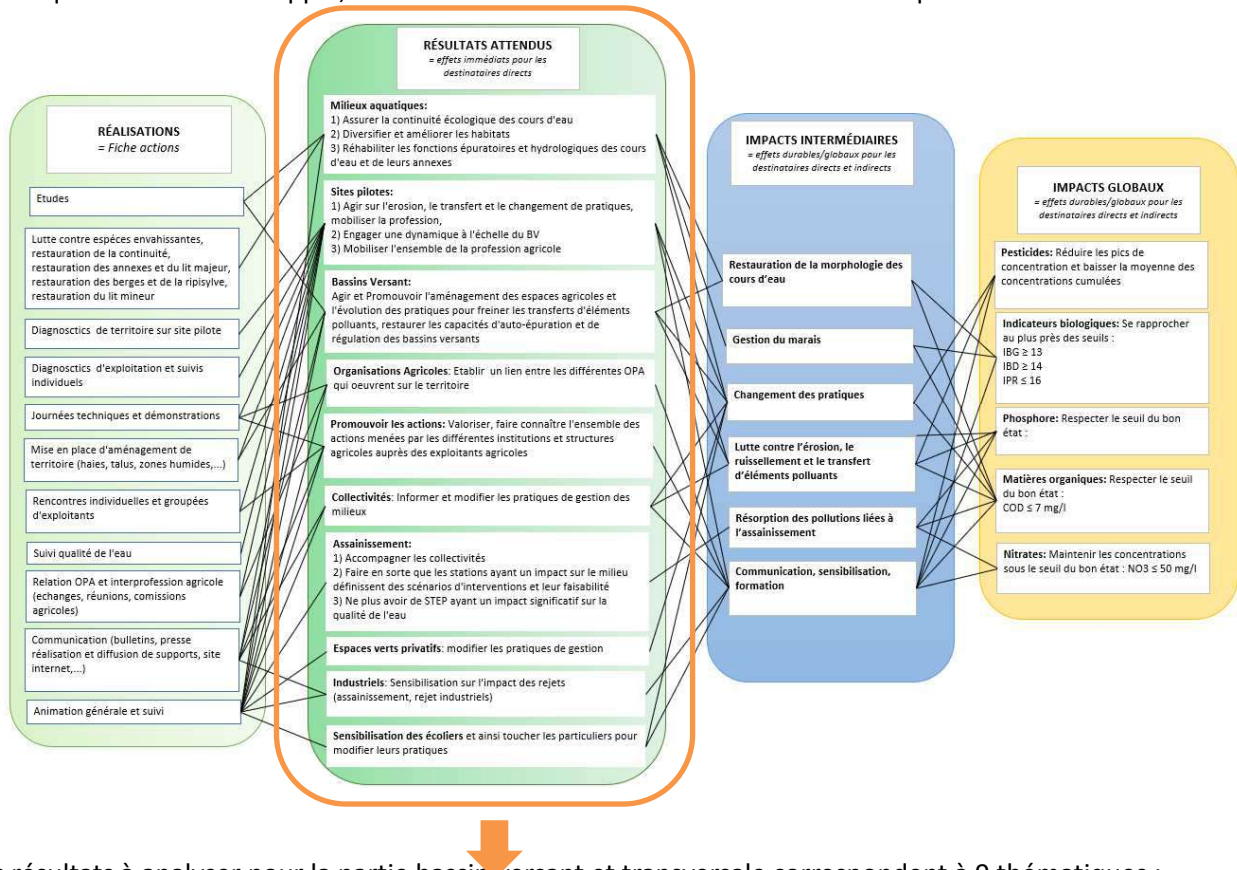 RÉALISATIONS
= Fiche actions
Etudes
Lutte contre espéces envahissantes,
restauration de la continuité,
restauration des annexes et du lit majeur,
restauration des berges et de la ripisylve,
restauration du lit mineur
Diagnosctics de territoire sur site pilote
Diagnosctics d'exploitation et suivis
individuels
Journées techniques et démonstrations
Mise en place d'aménagement de
territoire (haies, talus, zones humides,...)
Rencontres individuelles et groupées
d'exploitants
Suivi qualité de l'eau
Relation OPA et interprofession agricole
(echanges, réunions, comissions
agricoles)
Communication (bulletins, presse
réalisation et diffusion de supports, site
internet,...)
Animation générale et suivi
RÉSULTATS ATTENDUS
= effets immédiats pour les
destinataires directs
Milieux aquatiques:
1) Assurer la continuité écologique des cours d'eau
2) Diversifier et améliorer les habitats
3) Réhabiliter les fonctions épuratoires et hydrologiques des cours
d'eau et de leurs annexes
Sites pilotes:
1) Agir sur l'erosion, le transfert et le changement de pratiques,
mobiliser la profession,
2) Engager une dynamique à l'échelle du BV
3) Mobiliser l'ensemble de la profession agricole
Bassins Versant:
Agir et Promouvoir l'aménagement des espaces agricoles et
l'évolution des pratiques pour freiner les transferts d'éléments
polluants, restaurer les capacités d'auto-épuration et de
régulation des bassins versants
Organisations Agricoles: Etablir un lien entre les différentes OPA
qui oeuvrent sur le territoire
Promouvoir les actions: Valoriser, faire connaître l'ensemble des
actions menées par les différentes institutions et structures
agricoles auprès des exploitants agricoles
Collectivités: Informer et modifier les pratiques de gestion des
milieux
Assainissement:
1) Accompagner les collectivités
2) Faire en sorte que les stations ayant un impact sur le milieu
définissent des scénarios d'interventions et leur faisabilité
3) Ne plus avoir de STEP ayant un impact significatif sur la
qualité de l'eau
Espaces verts privatifs: modifier les pratiques de gestion
Industriels: Sensibilisation sur l'impact des rejets
(assainissement, rejet industriels)
Sensibilisation des écoliers et ainsi toucher les particuliers pour
modifier leurs pratiques
IMPACTS INTERMÉDIAIRES
= effets durables/globaux pour les
destinataires directs et indirects
Restauration de la morphologie des
cours d'eau
Gestion du marais
Changement des pratiques
Lutte contre l'érosion, le
ruissellement et le transfert
d'éléments polluants
Résorption des pollutions liées à
l'assainissement
Communication, sensibilisation,
formation
IMPACTS GLOBAUX
= effets durables/globaux pour les
destinataires directs et indirects
Pesticides: Réduire les pics de
concentration et baisser la moyenne des
concentrations cumulées
Indicateurs biologiques: Se rapprocher
au plus près des seuils :
IBG ≥ 13
IBD ≥ 14
IPR ≤ 16
Phosphore: Respecter le seuil du bon
état :
Matières organiques: Respecter le seuil
du bon état :
COD ≤ 7 mg/l
Nitrates: Maintenir les concentrations
sous le seuil du bon état : NO3 ≤ 50 mg/l
résultats à analyser pour la partie bassin versant et transversale correspondent à 9 thématiques :